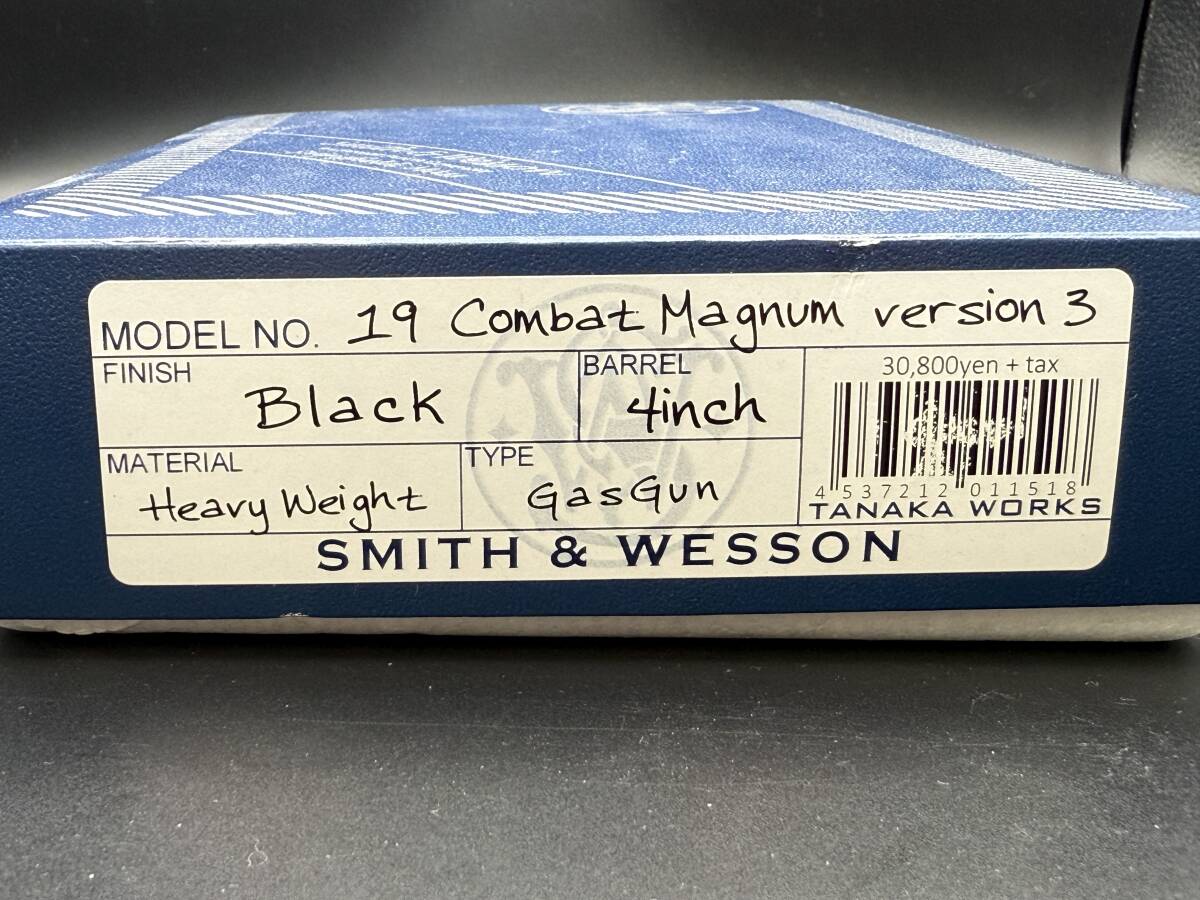 MODEL NO. 19 Combat Magnum version 3
FINISH Black
BARREL 4inch
30,800yen + tax
MATERIAL Heavy Weight
TYPE GasGun
4 537212 011518
TANAKA WORKS
SMITH & WESSON